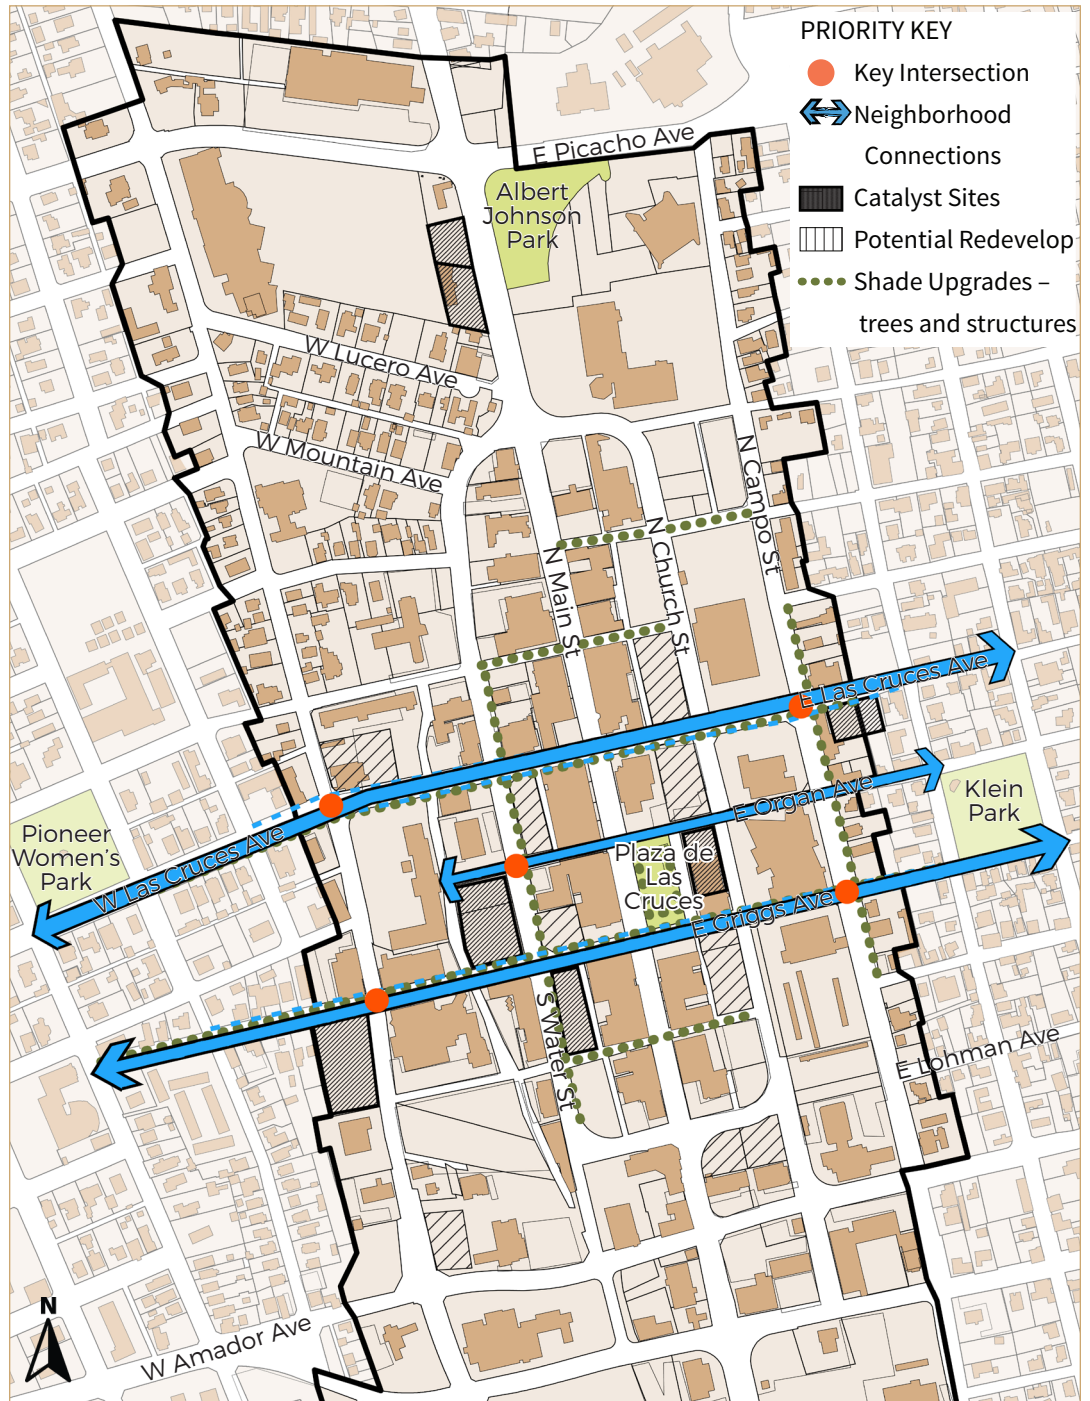 PRIORITY KEY
Key Intersection
Neighborhood
Connections
Catalyst Sites
Potential Redevelop
Shade Upgrades –
trees and structures
E Picacho Ave
Albert
Johnson
Park
W Lucero Ave
W Mountain Ave
N Campo St
N Church St
N Main St
E Las Cruces Ave
E Organ Ave
Klein
Park
Pioneer
Women's
Park
W Las Cruces Ave
Plaza de
Las
Cruces
E Griggs Ave
S Water St
E Lohman Ave
N
W Amador Ave